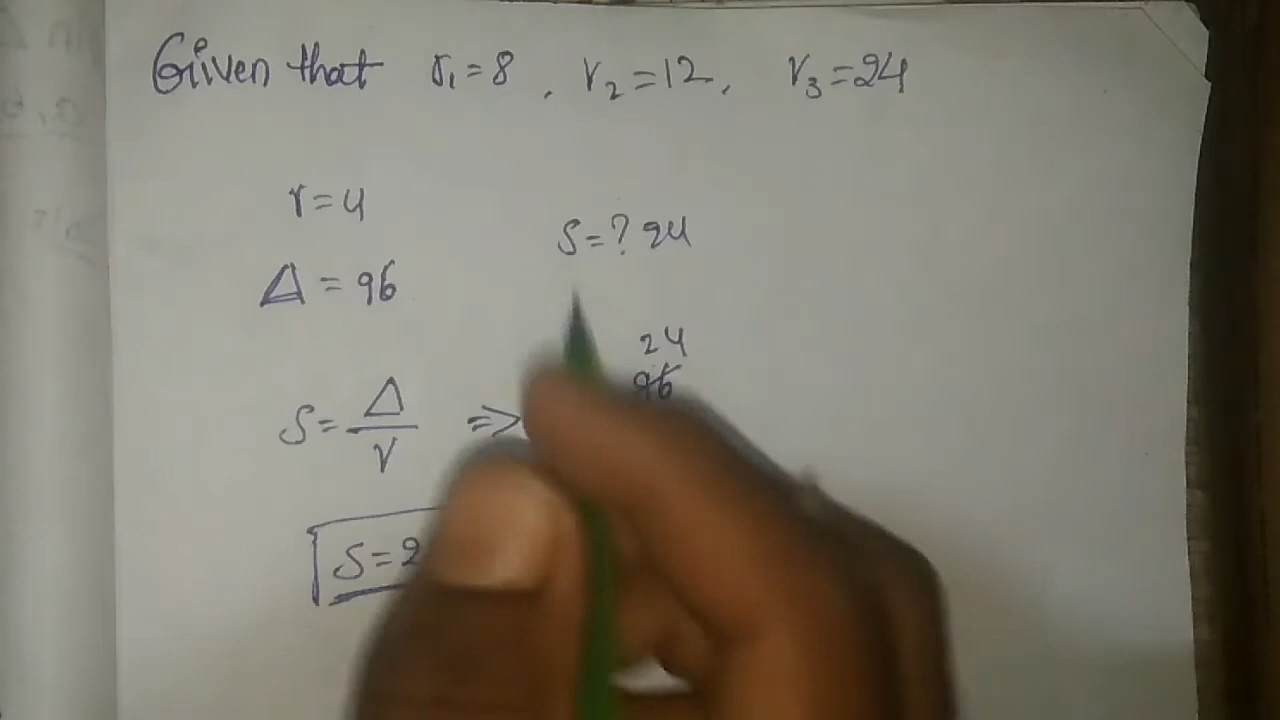 Given that r₁=8, r₂=12, r₃=24
r=4
S=? 24
Δ=96
24
96
S=Δ/r =>
S=2